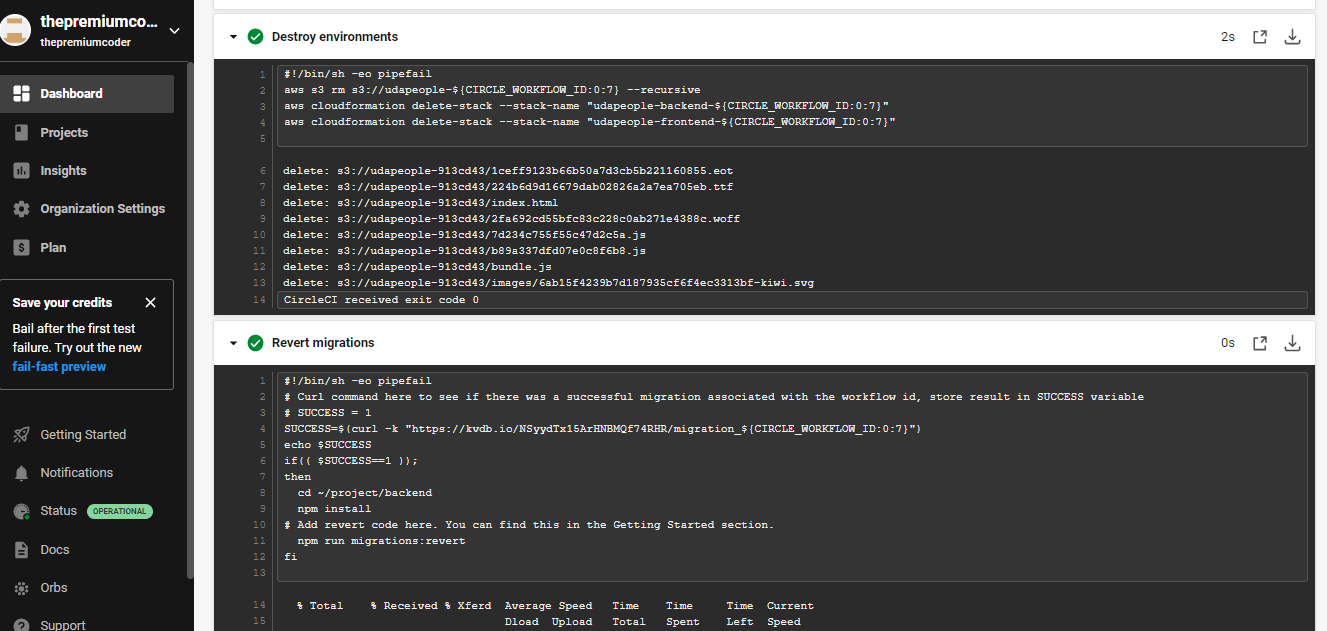 thepremiumco...
thepremiumcoder
Dashboard
Projects
Insights
Organization Settings
Plan
Save your credits
Bail after the first test
failure. Try out the new
fail-fast preview
Getting Started
Notifications
Status OPERATIONAL
Docs
Orbs
Support
Destroy environments 2s
1 #!/bin/sh -eo pipefail
2 aws s3 rm s3://udapeople-${CIRCLE_WORKFLOW_ID:0:7} --recursive
3 aws cloudformation delete-stack --stack-name "udapeople-backend-${CIRCLE_WORKFLOW_ID:0:7}"
4 aws cloudformation delete-stack --stack-name "udapeople-frontend-${CIRCLE_WORKFLOW_ID:0:7}"
5
6 delete: s3://udapeople-913cd43/1ceff9123b66b50a7d3cb5b221160855.eot
7 delete: s3://udapeople-913cd43/224b6d9d16679dab02826a2a7ea705eb.ttf
8 delete: s3://udapeople-913cd43/index.html
9 delete: s3://udapeople-913cd43/2fa692cd55bfc83c228c0ab271e4388c.woff
10 delete: s3://udapeople-913cd43/7d234c755f55c47d2c5a.js
11 delete: s3://udapeople-913cd43/b89a337dfd07e0c8f6b8.js
12 delete: s3://udapeople-913cd43/bundle.js
13 delete: s3://udapeople-913cd43/images/6ab15f4239b7d187935cf6f4ec3313bf-kiwi.svg
14 CircleCI received exit code 0
Revert migrations 0s
1 #!/bin/sh -eo pipefail
2 # Curl command here to see if there was a successful migration associated with the workflow id, store result in SUCCESS variable
3 # SUCCESS = 1
4 SUCCESS=$(curl -k "https://kvdb.io/NSyydTx15ArHNBMQf74RHR/migration_${CIRCLE_WORKFLOW_ID:0:7}")
5 echo $SUCCESS
6 if(( $SUCCESS==1 ));
7 then
8 cd ~/project/backend
9 npm install
10 # Add revert code here. You can find this in the Getting Started section.
11 npm run migrations:revert
12 fi
13
14 % Total % Received % Xferd Average Speed Time Time Time Current
15 Dload Upload Total Spent Left Speed